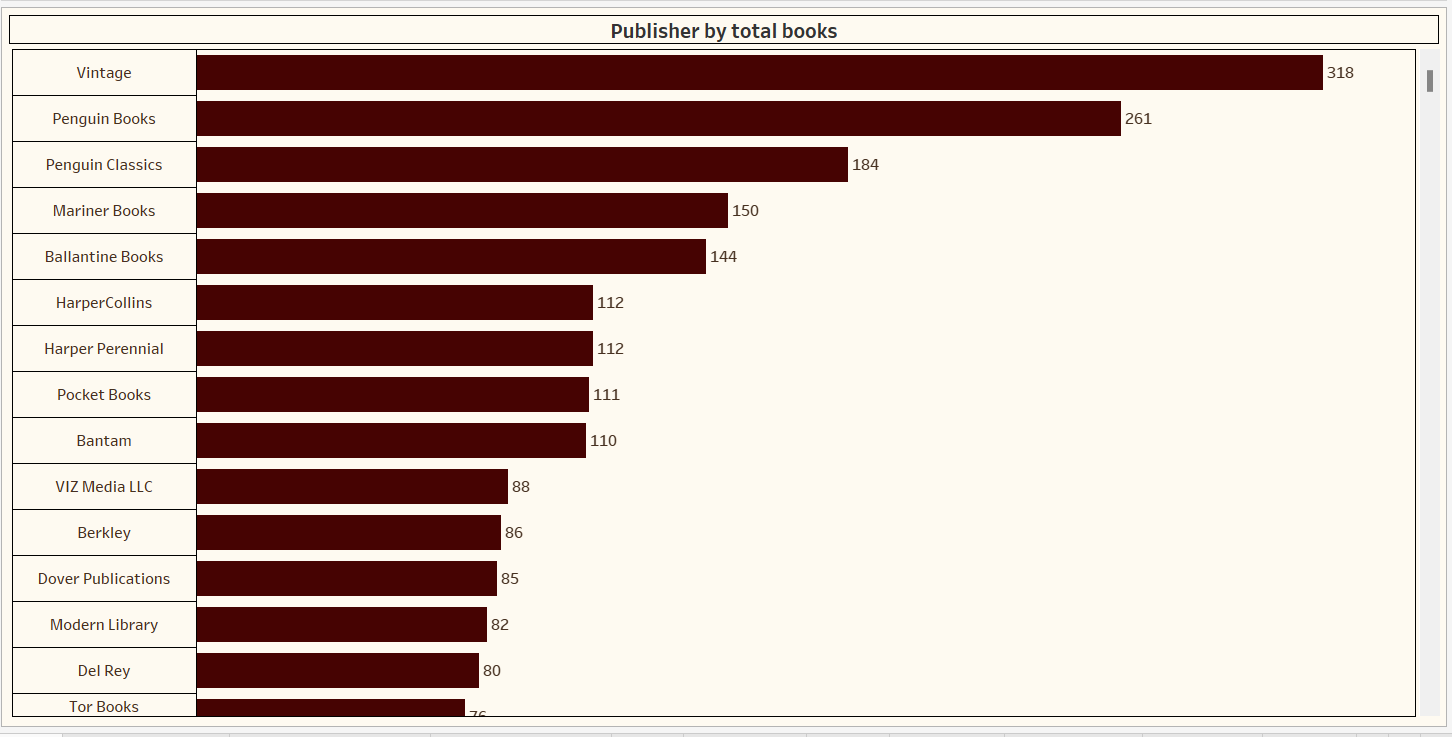 Publisher by total books
Vintage 318
Penguin Books 261
Penguin Classics 184
Mariner Books 150
Ballantine Books 144
HarperCollins 112
Harper Perennial 112
Pocket Books 111
Bantam 110
VIZ Media LLC 88
Berkley 86
Dover Publications 85
Modern Library 82
Del Rey 80
Tor Books 76